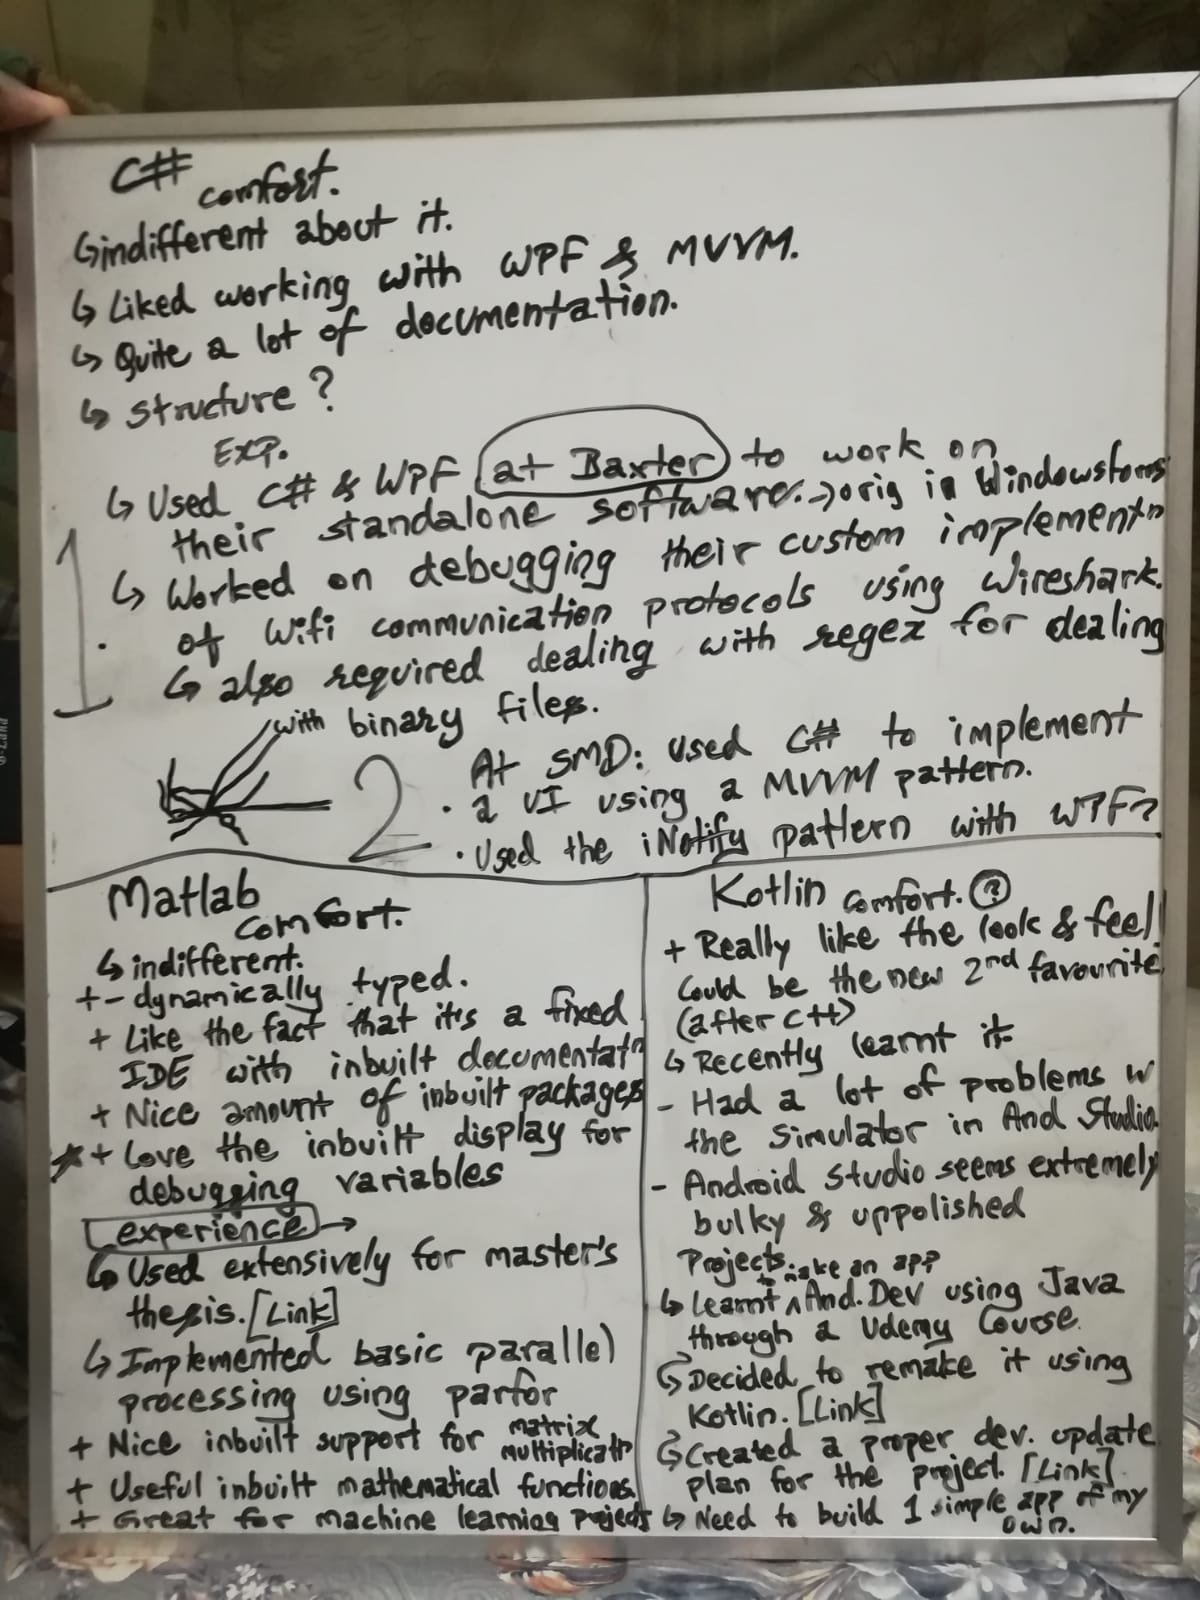 C# comfort.
↳ indifferent about it.
↳ Liked working with WPF & MVVM.
↳ Quite a lot of documentation.
↳ Structure?
Exp.
1.
↳ Used C# & WPF (at Baxter) to work on
their standalone software. → orig in Windowsforms
↳ Worked on debugging their custom implementn
of Wifi communication protocols using Wireshark.
↳ also required dealing with regex for dealing
with binary files.
2
At SMD: Used C# to implement
· a UI using a MVVM pattern.
· Used the iNotify pattern with WPF?
Matlab
comfort.
↳ indifferent.
+- dynamically typed.
+ Like the fact that it's a fixed
IDE with inbuilt documentatn
+ Nice amount of inbuilt packages
* + Love the inbuilt display for
debugging variables
[experience] →
↳ Used extensively for master's
thesis. [Link]
↳ Implemented basic parallel
processing using parfor
+ Nice inbuilt support for matrix
multiplicatn
+ Useful inbuilt mathematical functions.
+ Great for machine learning projects
Kotlin comfort. ?
+ Really like the look & feel!
Could be the new 2nd favourite
(after C++)
↳ Recently learnt it
- Had a lot of problems w
the Simulator in And Studio.
- Android Studio seems extremely
bulky & unpolished
Projects
to make an app
↳ Learnt ^ And. Dev using Java
through a Udemy Course.
↳ Decided to remake it using
Kotlin. [Link]
↳ Created a proper dev. update
plan for the project. [Link]
↳ Need to build 1 simple app of my
own.